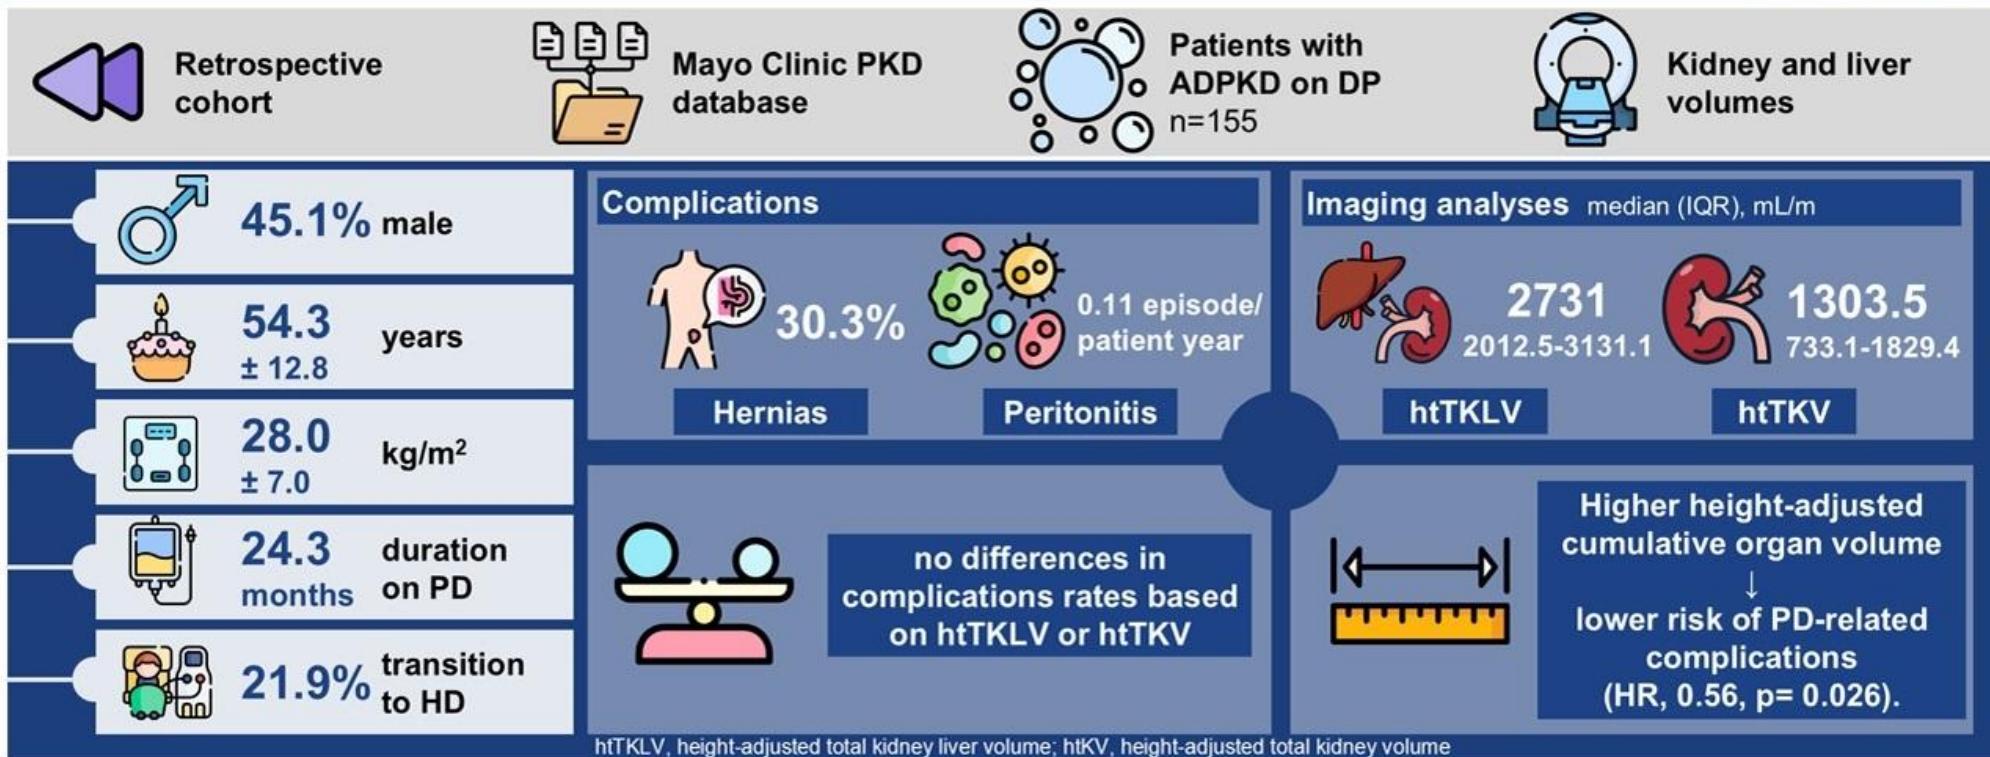 Retrospective
cohort
Mayo Clinic PKD
database
Patients with
ADPKD on DP
n=155
Kidney and liver
volumes
45.1% male
54.3
± 12.8
years
28.0
± 7.0
kg/m²
24.3
months
duration
on PD
21.9%
transition
to HD
Complications
30.3%
Hernias
0.11 episode/
patient year
Peritonitis
Imaging analyses median (IQR), mL/m
2731
2012.5-3131.1
htTKLV
1303.5
733.1-1829.4
htTKV
no differences in
complications rates based
on htTKLV or htTKV
Higher height-adjusted
cumulative organ volume
↓
lower risk of PD-related
complications
(HR, 0.56, p= 0.026).
htTKLV, height-adjusted total kidney liver volume; htKV, height-adjusted total kidney volume